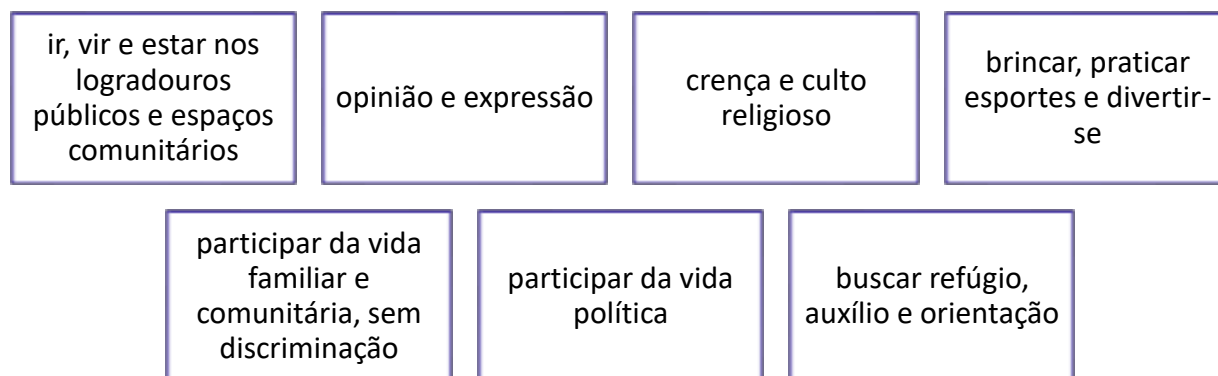 ir, vir e estar nos
logradouros
públicos e espaços
comunitários
opinião e expressão
crença e culto
religioso
brincar, praticar
esportes e divertir-
se
participar da vida
familiar e
comunitária, sem
discriminação
participar da vida
política
buscar refúgio,
auxílio e orientação